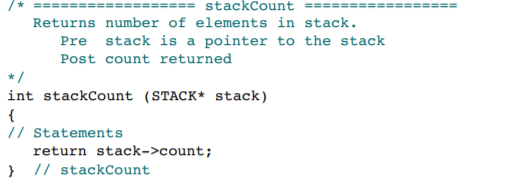 /* ================== stackCount =================
Returns number of elements in stack.
Pre  stack is a pointer to the stack
Post count returned
*/
int stackCount (STACK* stack)
{
// Statements
return stack->count;
}  // stackCount